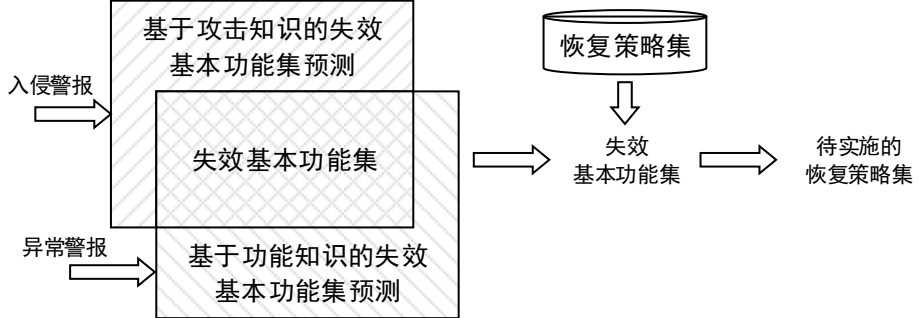 基于攻击知识的失效
基本功能集预测
入侵警报
失效基本功能集
异常警报
基于功能知识的失效
基本功能集预测
恢复策略集
失效
基本功能集
待实施的
恢复策略集